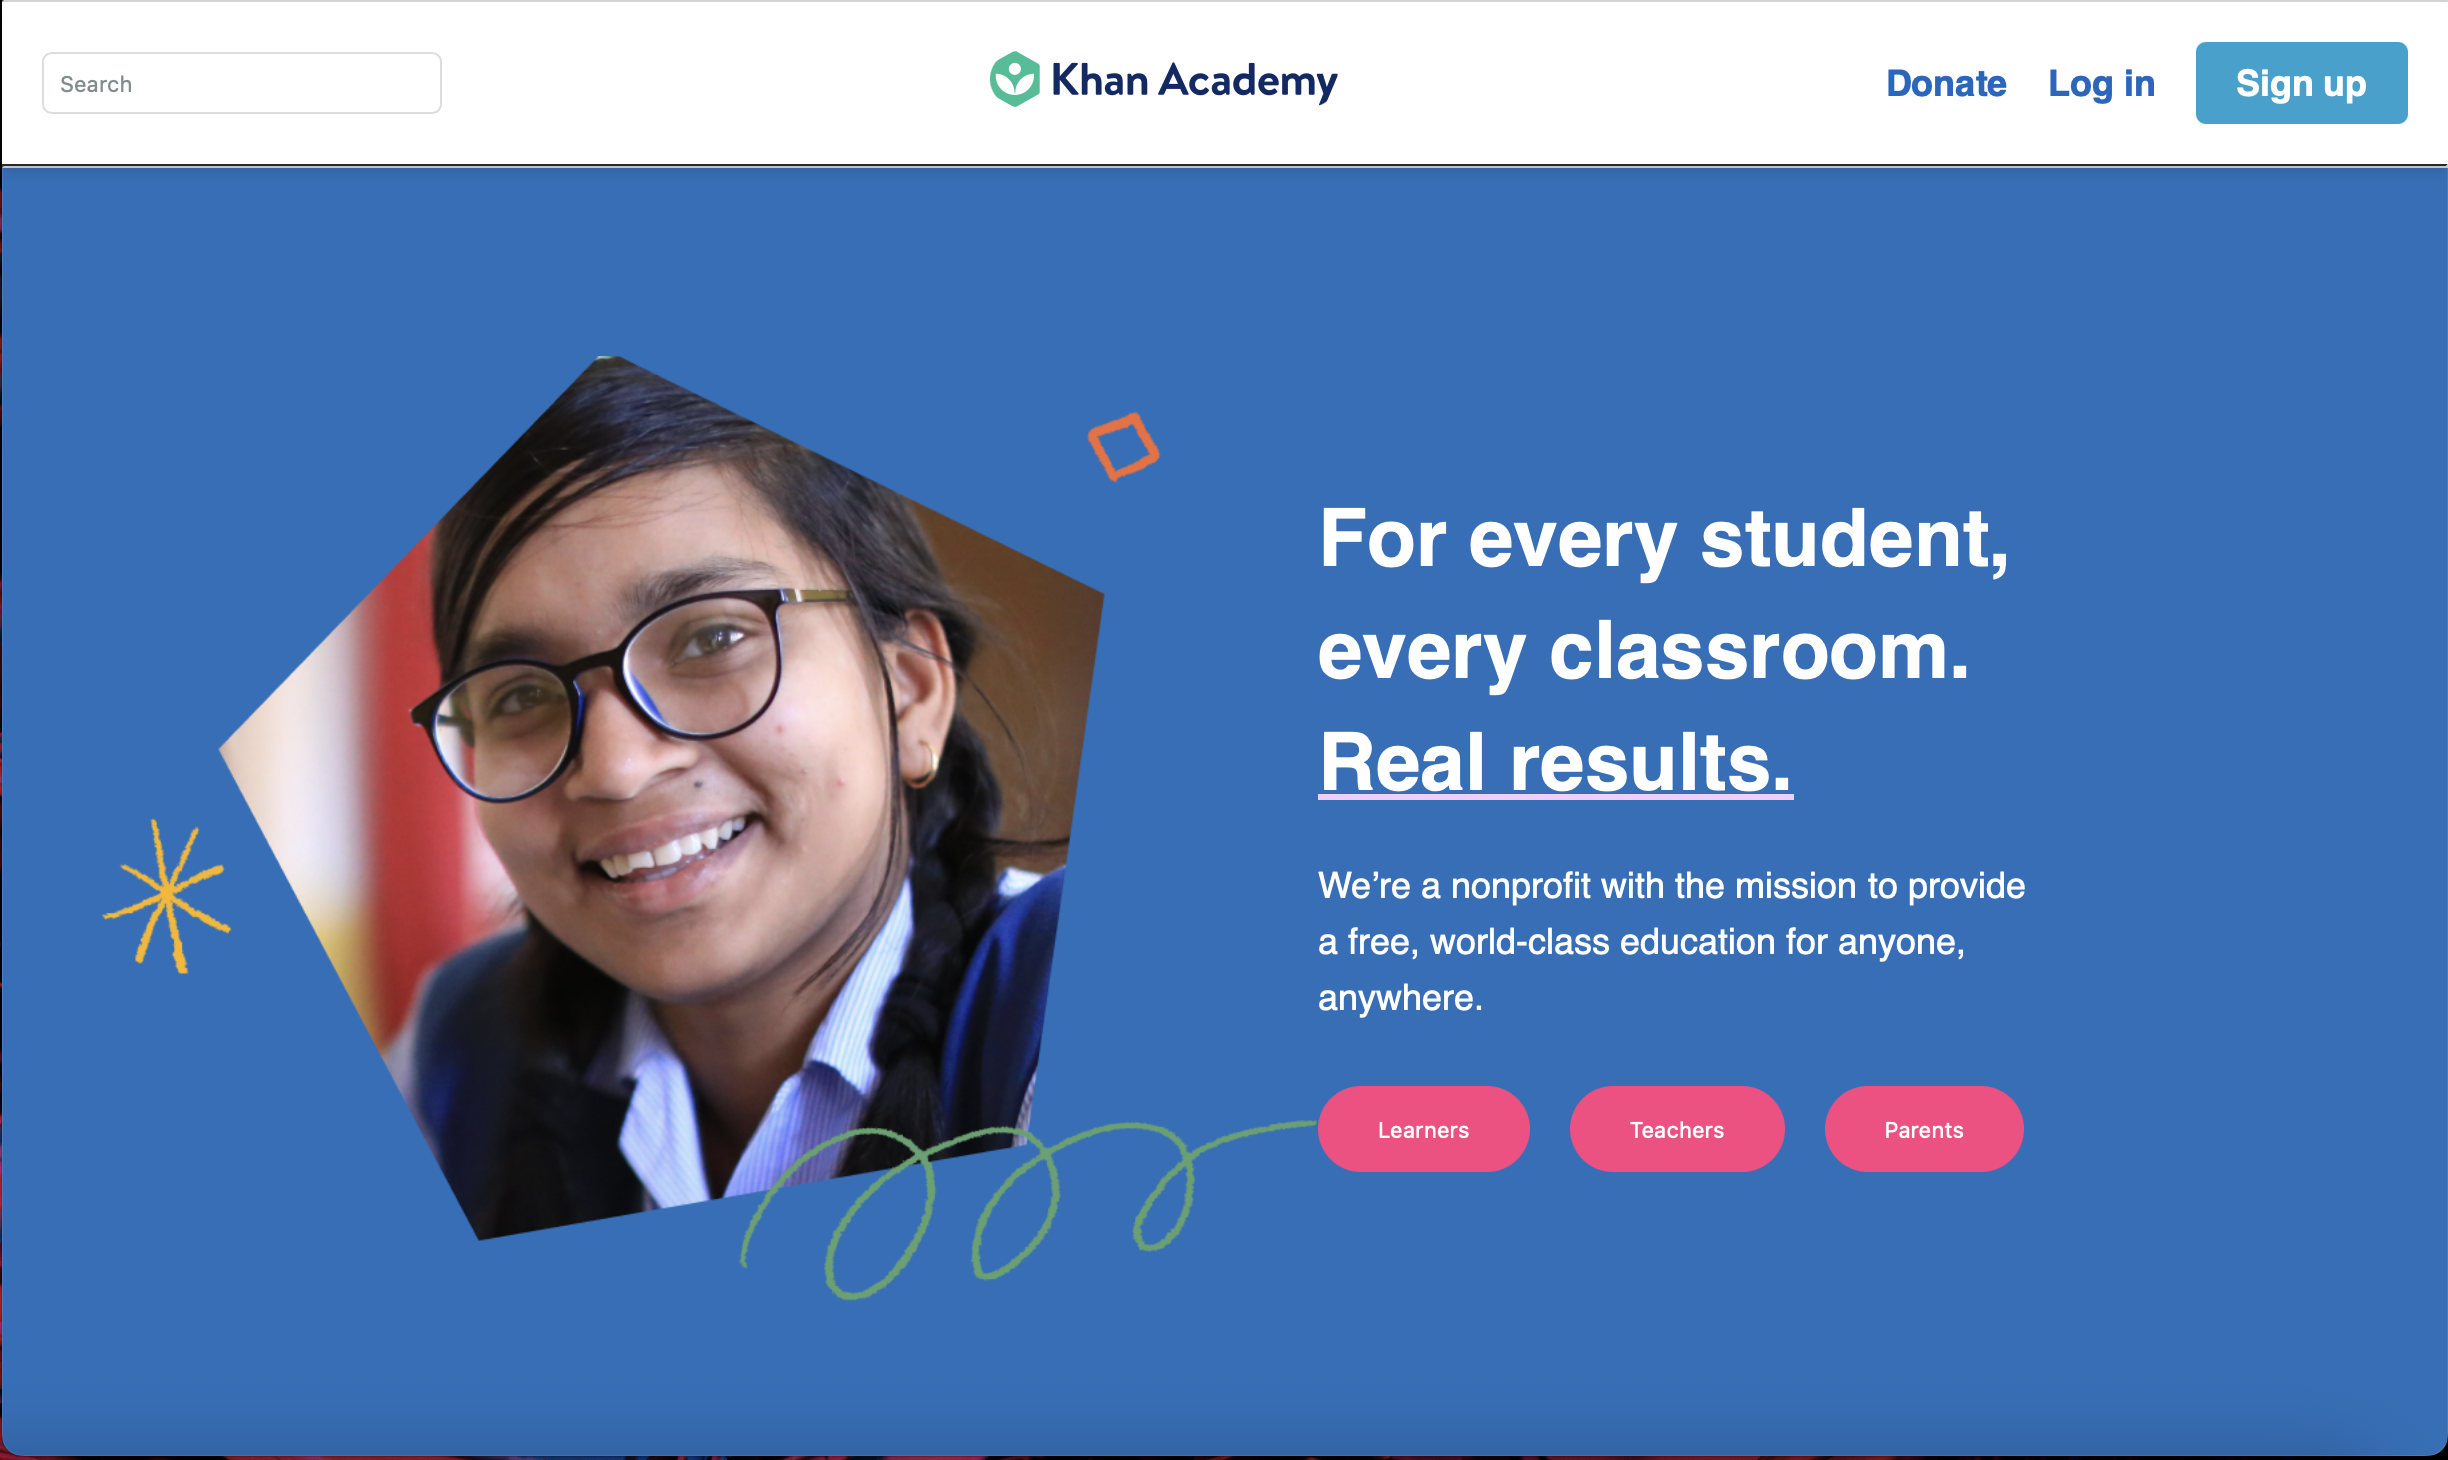 Search
Khan Academy
Donate
Log in
Sign up
For every student,
every classroom.
Real results.
We’re a nonprofit with the mission to provide
a free, world-class education for anyone,
anywhere.
Learners
Teachers
Parents